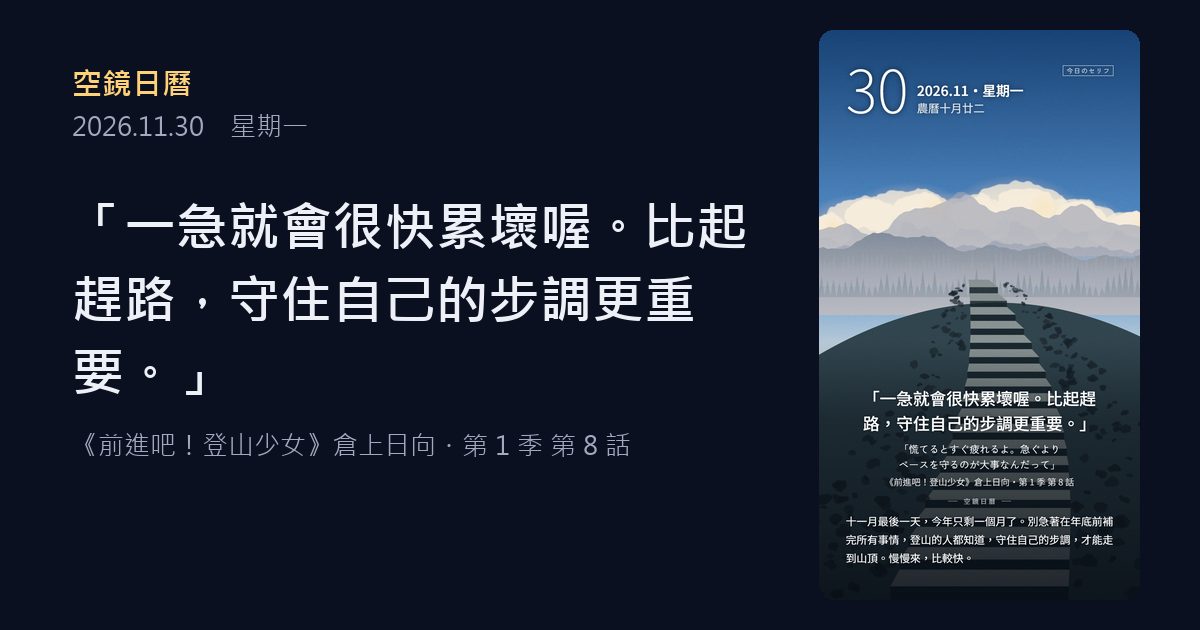 空鏡日曆
2026.11.30 星期一
「一急就會很快累壞喔。比起
趕路，守住自己的步調更重
要。」
《前進吧！登山少女》倉上日向・第 1 季 第 8 話
30
2026.11・星期一
農曆十月廿二
今日のセリフ
「一急就會很快累壞喔。比起趕
路，守住自己的步調更重要。」
「慌てるとすぐ疲れるよ。急ぐより
ペースを守るのが大事なんだって」
《前進吧！登山少女》倉上日向・第 1 季 第 8 話
— 空鏡日曆 —
十一月最後一天，今年只剩一個月了。別急著在年底前補
完所有事情，登山的人都知道，守住自己的步調，才能走
到山頂。慢慢來，比較快。